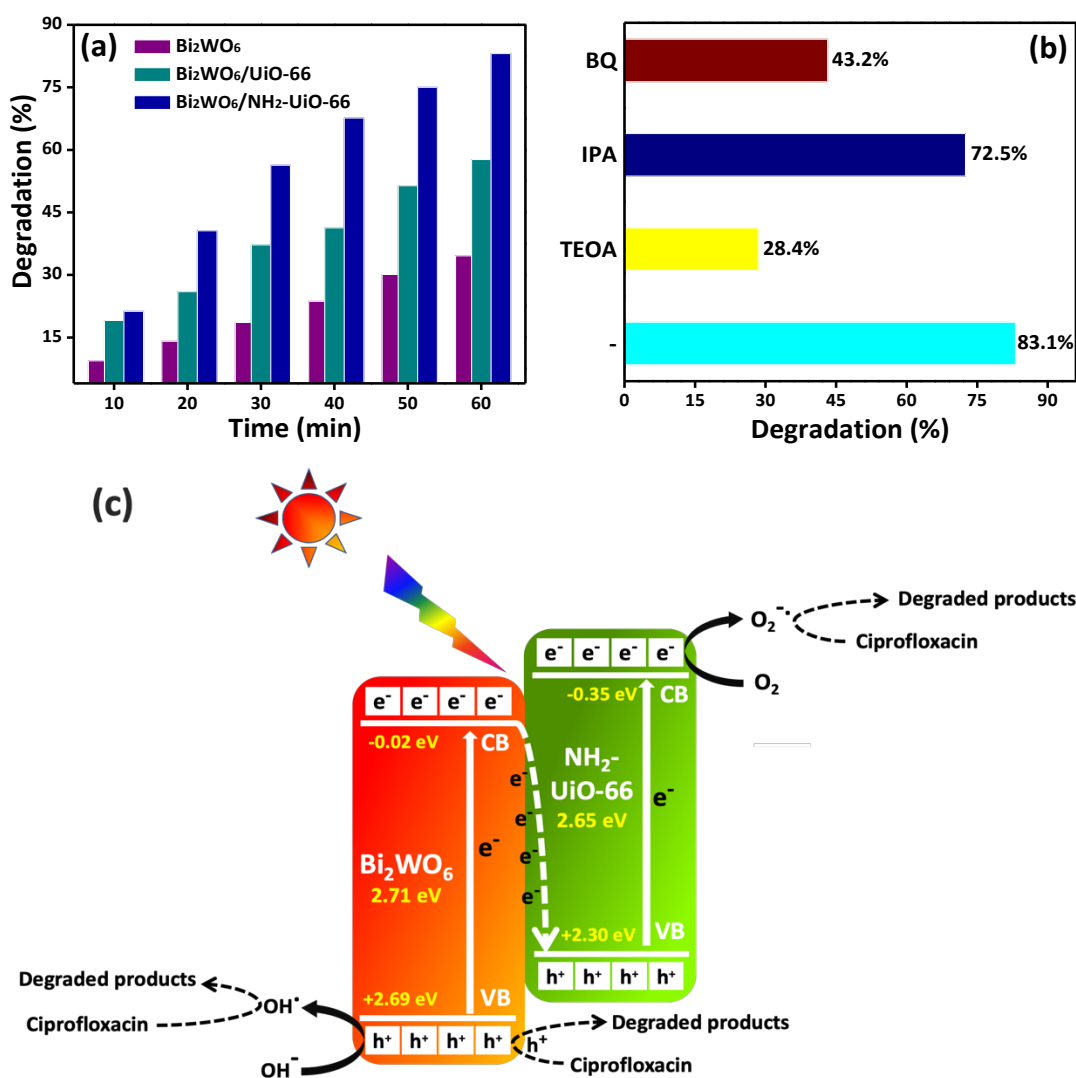 (a)
Bi2WO6
Bi2WO6/UiO-66
Bi2WO6/NH2-UiO-66
Degradation (%)
90
75
60
45
30
15
10 20 30 40 50 60
Time (min)
(b)
BQ 43.2%
IPA 72.5%
TEOA 28.4%
- 83.1%
0 15 30 45 60 75 90
Degradation (%)
(c)
O2-· Degraded products
Ciprofloxacin
O2
e- e- e- e-
-0.35 eV CB
NH2-
UiO-66
2.65 eV
e-
+2.30 eV VB
h+ h+ h+ h+
e- e- e- e-
-0.02 eV CB
e-
e-
e-
e-
e-
Bi2WO6
2.71 eV
+2.69 eV VB
h+ h+ h+ h+
Degraded products
OH·
Ciprofloxacin
OH-
h+
Degraded products
Ciprofloxacin